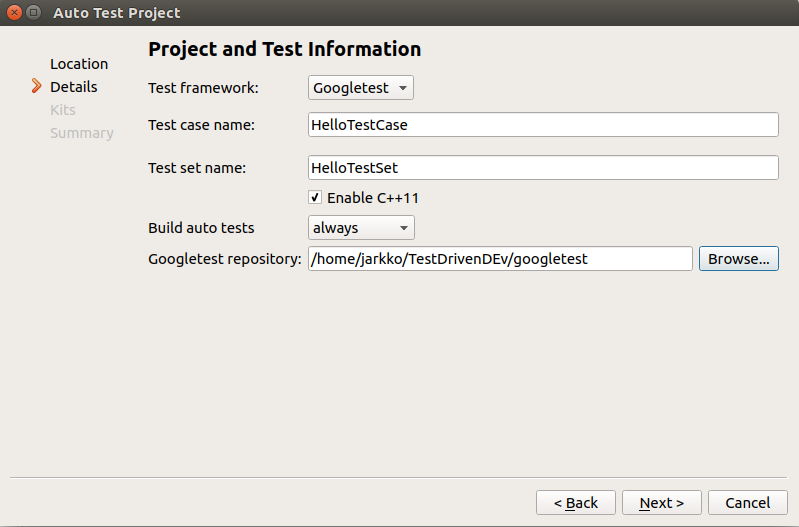 Auto Test Project
Location
Details
Kits
Summary
Project and Test Information
Test framework: Googletest
Test case name: HelloTestCase
Test set name: HelloTestSet
Enable C++11
Build auto tests always
Googletest repository: /home/jarkko/TestDrivenDEv/googletest Browse...
< Back Next > Cancel